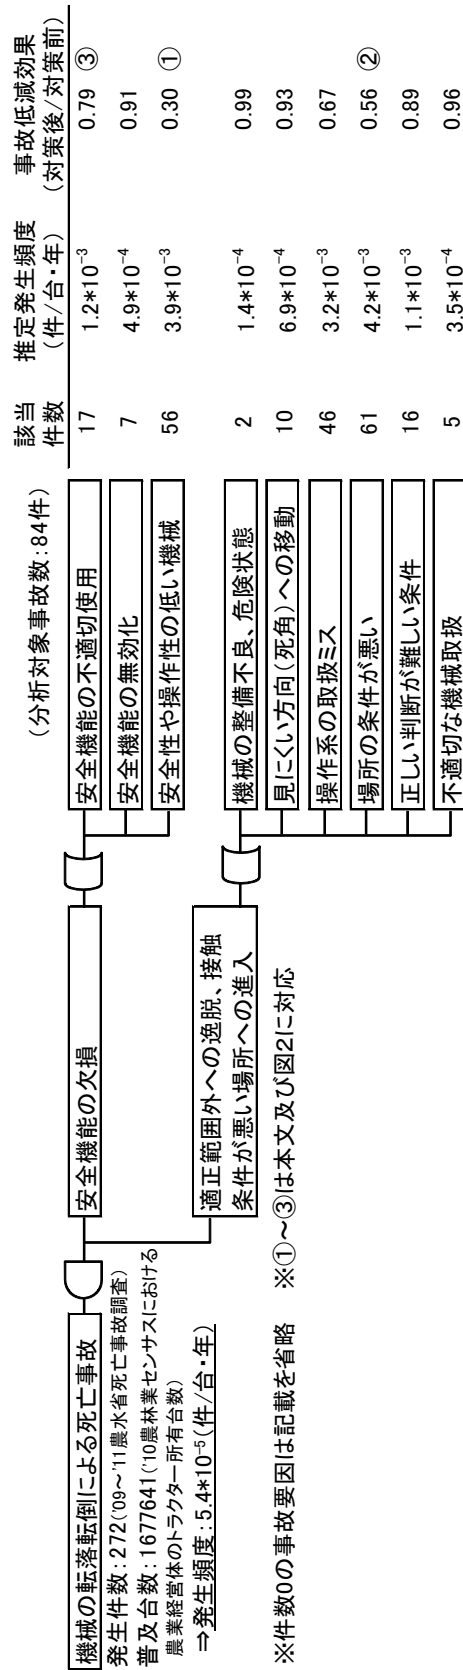 (分析対象事故数:84件)
該当件数 推定発生頻度(件/台・年) 事故低減効果(対策後/対策前)
機械の転落転倒による死亡事故
発生件数:272('09~'11農水省死亡事故調査)
普及台数:1677641('10農林業センサスにおける
農業経営体のトラクター所有台数)
⇒発生頻度:5.4*10⁻⁵(件/台・年)
安全機能の欠損
安全機能の不適切使用 17 1.2*10⁻³ 0.79 ③
安全機能の無効化 7 4.9*10⁻⁴ 0.91
安全性や操作性の低い機械 56 3.9*10⁻³ 0.30 ①
適正範囲外への逸脱、接触
条件が悪い場所への進入
機械の整備不良、危険状態 2 1.4*10⁻⁴ 0.99
見にくい方向(死角)への移動 10 6.9*10⁻⁴ 0.93
操作系の取扱ミス 46 3.2*10⁻³ 0.67
場所の条件が悪い 61 4.2*10⁻³ 0.56 ②
正しい判断が難しい条件 16 1.1*10⁻³ 0.89
不適切な機械取扱 5 3.5*10⁻⁴ 0.96
※件数0の事故要因は記載を省略 ※①~③は本文及び図2に対応